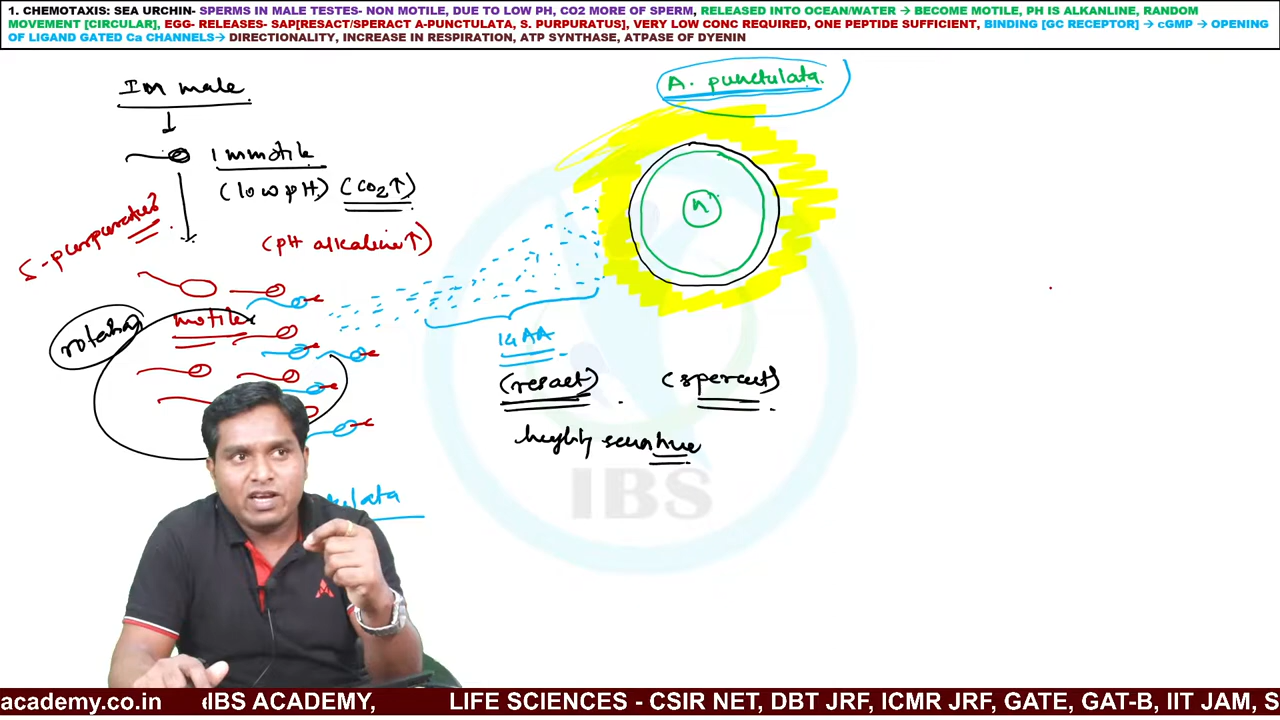 1. CHEMOTAXIS: SEA URCHIN- SPERMS IN MALE TESTES- NON MOTILE, DUE TO LOW PH, CO2 MORE OF SPERM, RELEASED INTO OCEAN/WATER → BECOME MOTILE, PH IS ALKANLINE, RANDOM
MOVEMENT [CIRCULAR], EGG- RELEASES- SAP[RESACT/SPERACT A-PUNCTULATA, S. PURPURATUS], VERY LOW CONC REQUIRED, ONE PEPTIDE SUFFICIENT, BINDING [GC RECEPTOR] → cGMP → OPENING
OF LIGAND GATED Ca CHANNELS→ DIRECTIONALITY, INCREASE IN RESPIRATION, ATP SYNTHASE, ATPASE OF DYENIN
In male
A. punctulata
Immotile
(low pH) (CO2↑)
n
S-purpuratus
(pH alkaline↑)
motile
rotating
14 AA
(resact) (speract)
highly sensitive
ulata
IBS
academy.co.in IBS ACADEMY, LIFE SCIENCES - CSIR NET, DBT JRF, ICMR JRF, GATE, GAT-B, IIT JAM, S